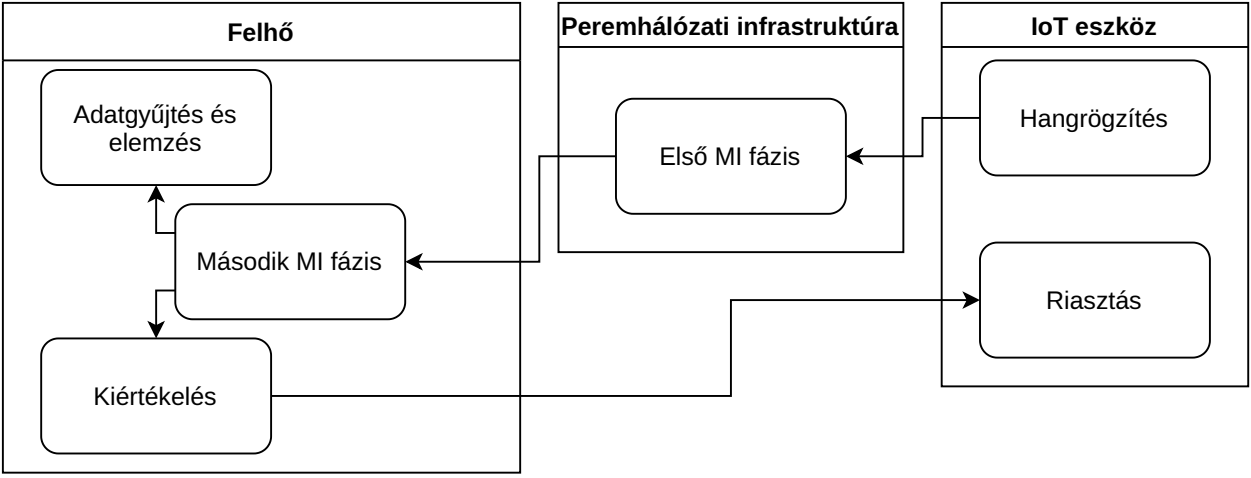 Felhő
Adatgyűjtés és
elemzés
Második MI fázis
Kiértékelés
Peremhálózati infrastruktúra
Első MI fázis
IoT eszköz
Hangrögzítés
Riasztás